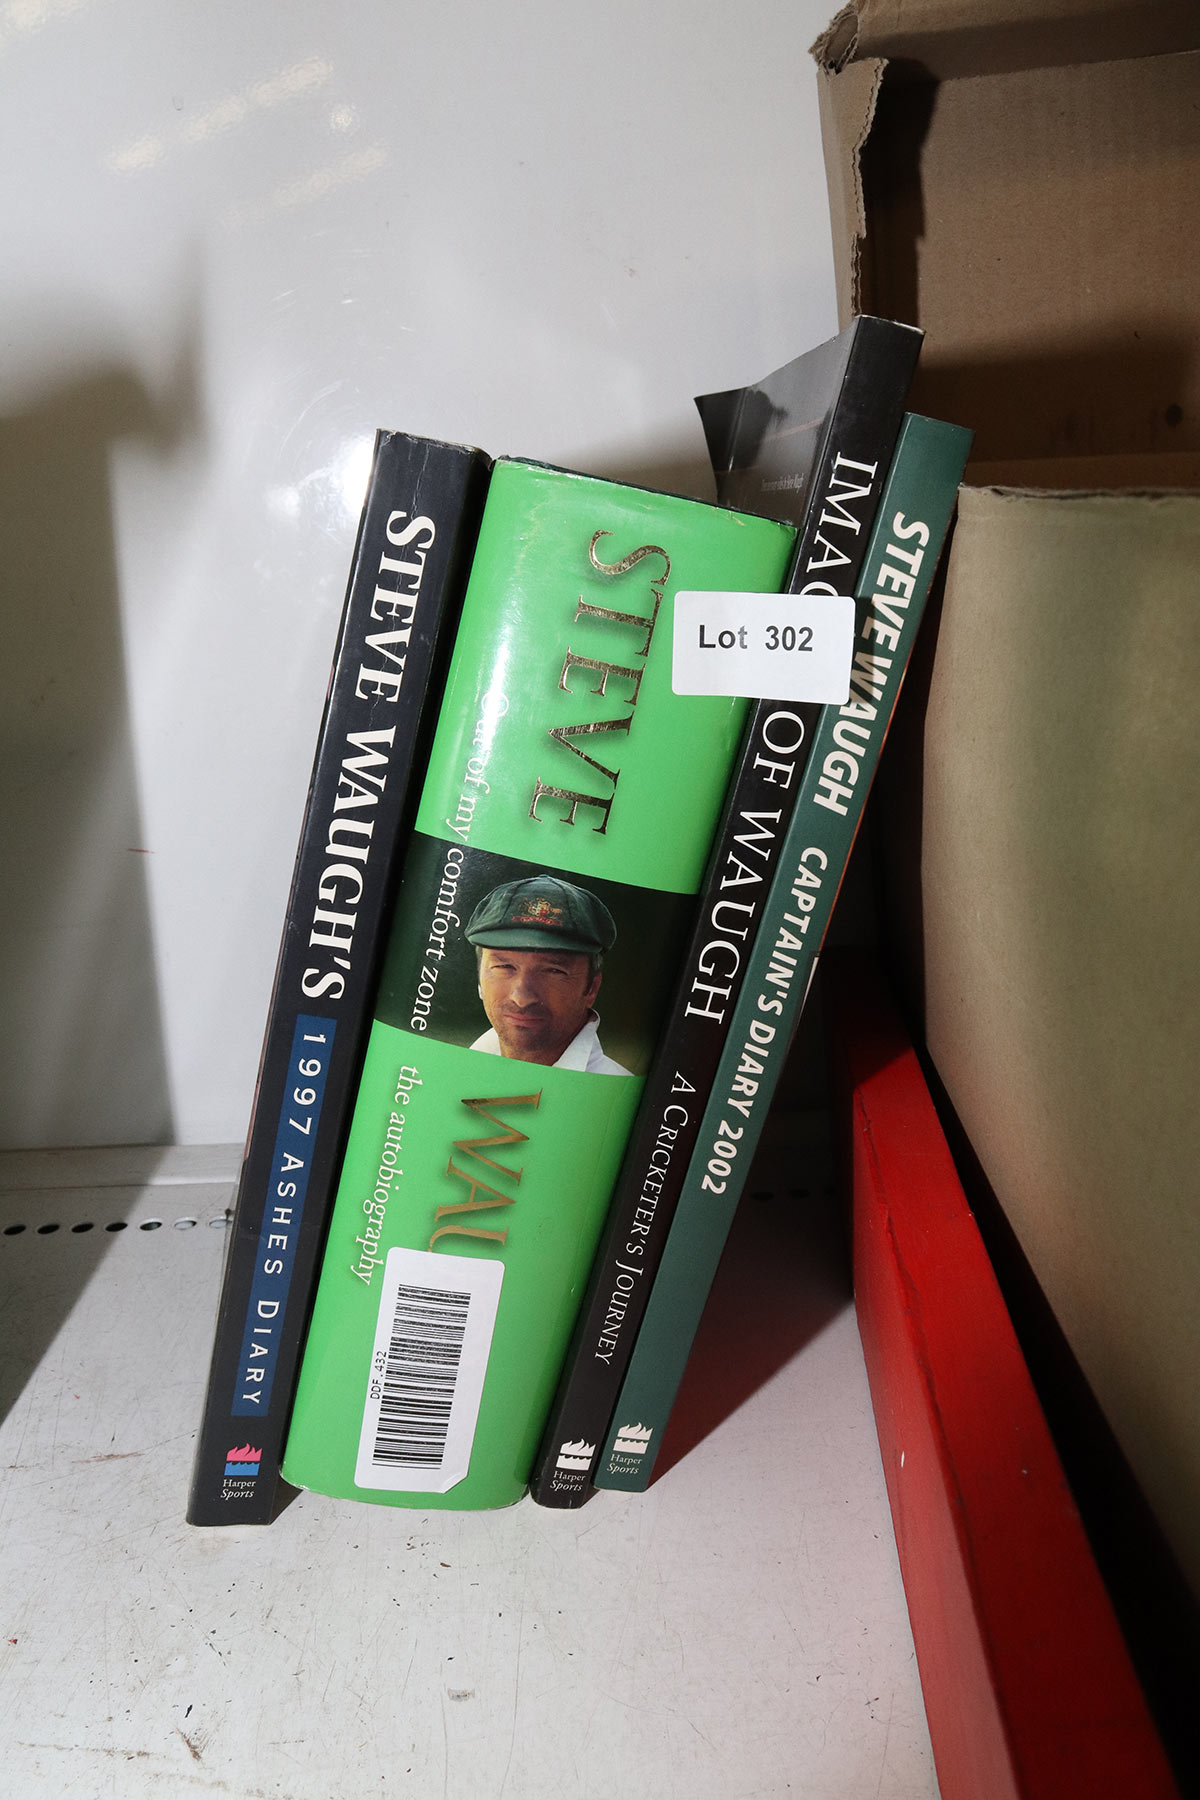 STEVE WAUGH'S
1997 ASHES DIARY
Harper
Sports
STEVE
Out of my comfort zone
the autobiography
DDF.432
Lot 302
OF WAUGH
A CRICKETER'S JOURNEY
Harper
Sports
STEVE WAUGH CAPTAIN'S DIARY 2002
Harper
Sports